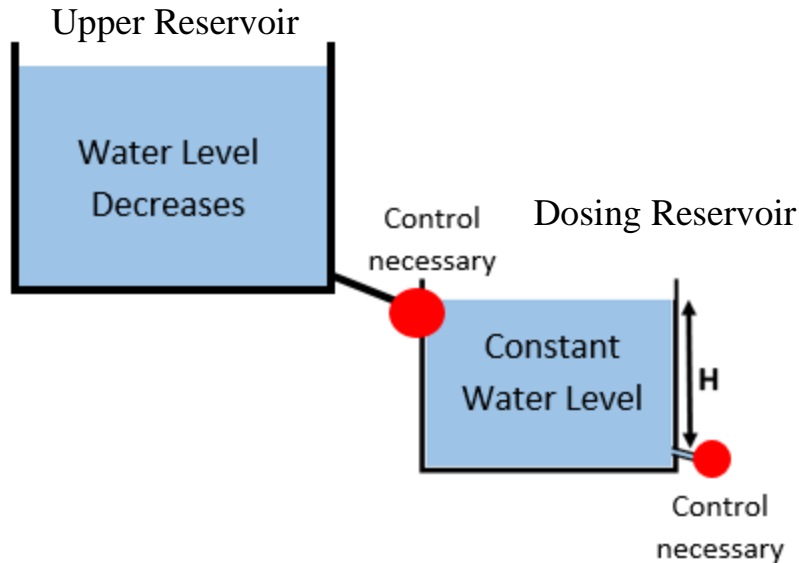 Upper Reservoir
Water Level
Decreases
Control
necessary
Dosing Reservoir
Constant
Water Level
H
Control
necessary